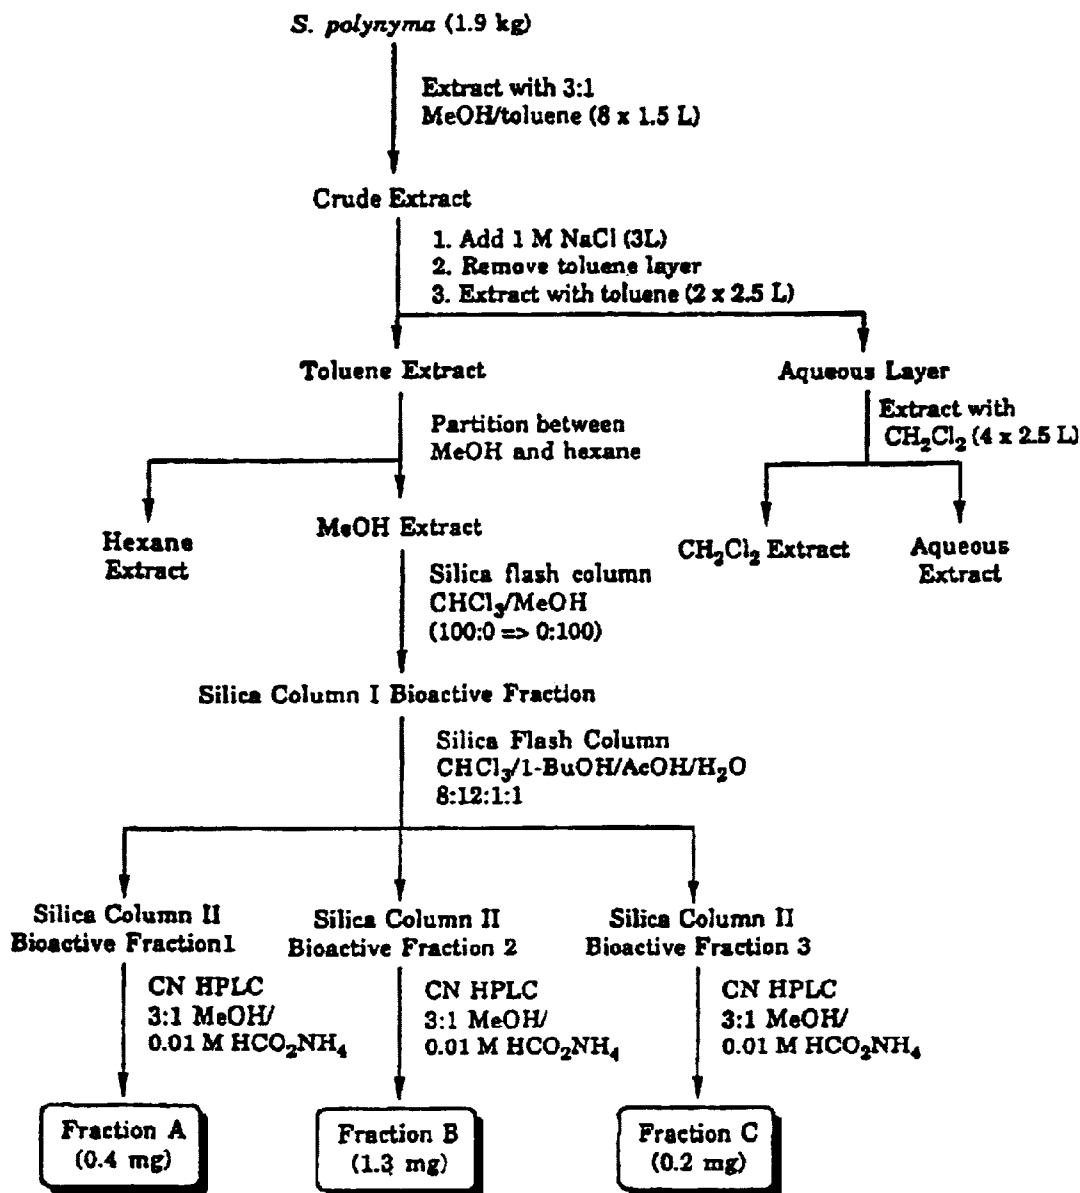 S. polynyma (1.9 kg)
Extract with 3:1
MeOH/toluene (8 x 1.5 L)
Crude Extract
1. Add 1 M NaCl (3L)
2. Remove toluene layer
3. Extract with toluene (2 x 2.5 L)
Toluene Extract
Aqueous Layer
Partition between
MeOH and hexane
Extract with
CH₂Cl₂ (4 x 2.5 L)
Hexane
Extract
MeOH Extract
CH₂Cl₂ Extract
Aqueous
Extract
Silica flash column
CHCl₃/MeOH
(100:0 => 0:100)
Silica Column I Bioactive Fraction
Silica Flash Column
CHCl₃/1-BuOH/AcOH/H₂O
8:12:1:1
Silica Column II
Bioactive Fraction1
Silica Column II
Bioactive Fraction 2
Silica Column II
Bioactive Fraction 3
CN HPLC
3:1 MeOH/
0.01 M HCO₂NH₄
CN HPLC
3:1 MeOH/
0.01 M HCO₂NH₄
CN HPLC
3:1 MeOH/
0.01 M HCO₂NH₄
Fraction A
(0.4 mg)
Fraction B
(1.3 mg)
Fraction C
(0.2 mg)